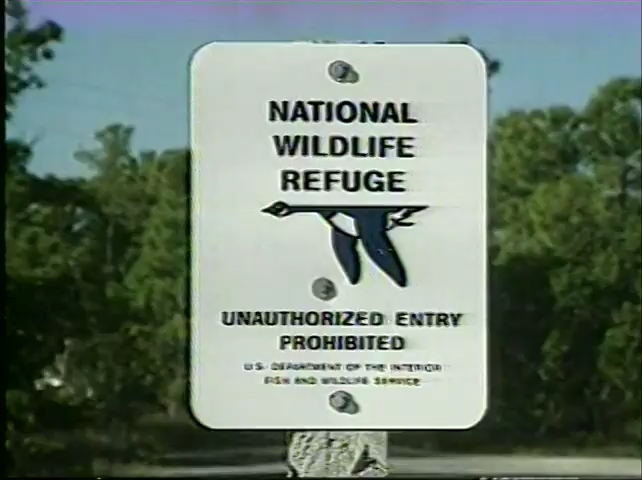 NATIONAL
WILDLIFE
REFUGE
UNAUTHORIZED ENTRY
PROHIBITED
U.S. DEPARTMENT OF THE INTERIOR
FISH AND WILDLIFE SERVICE